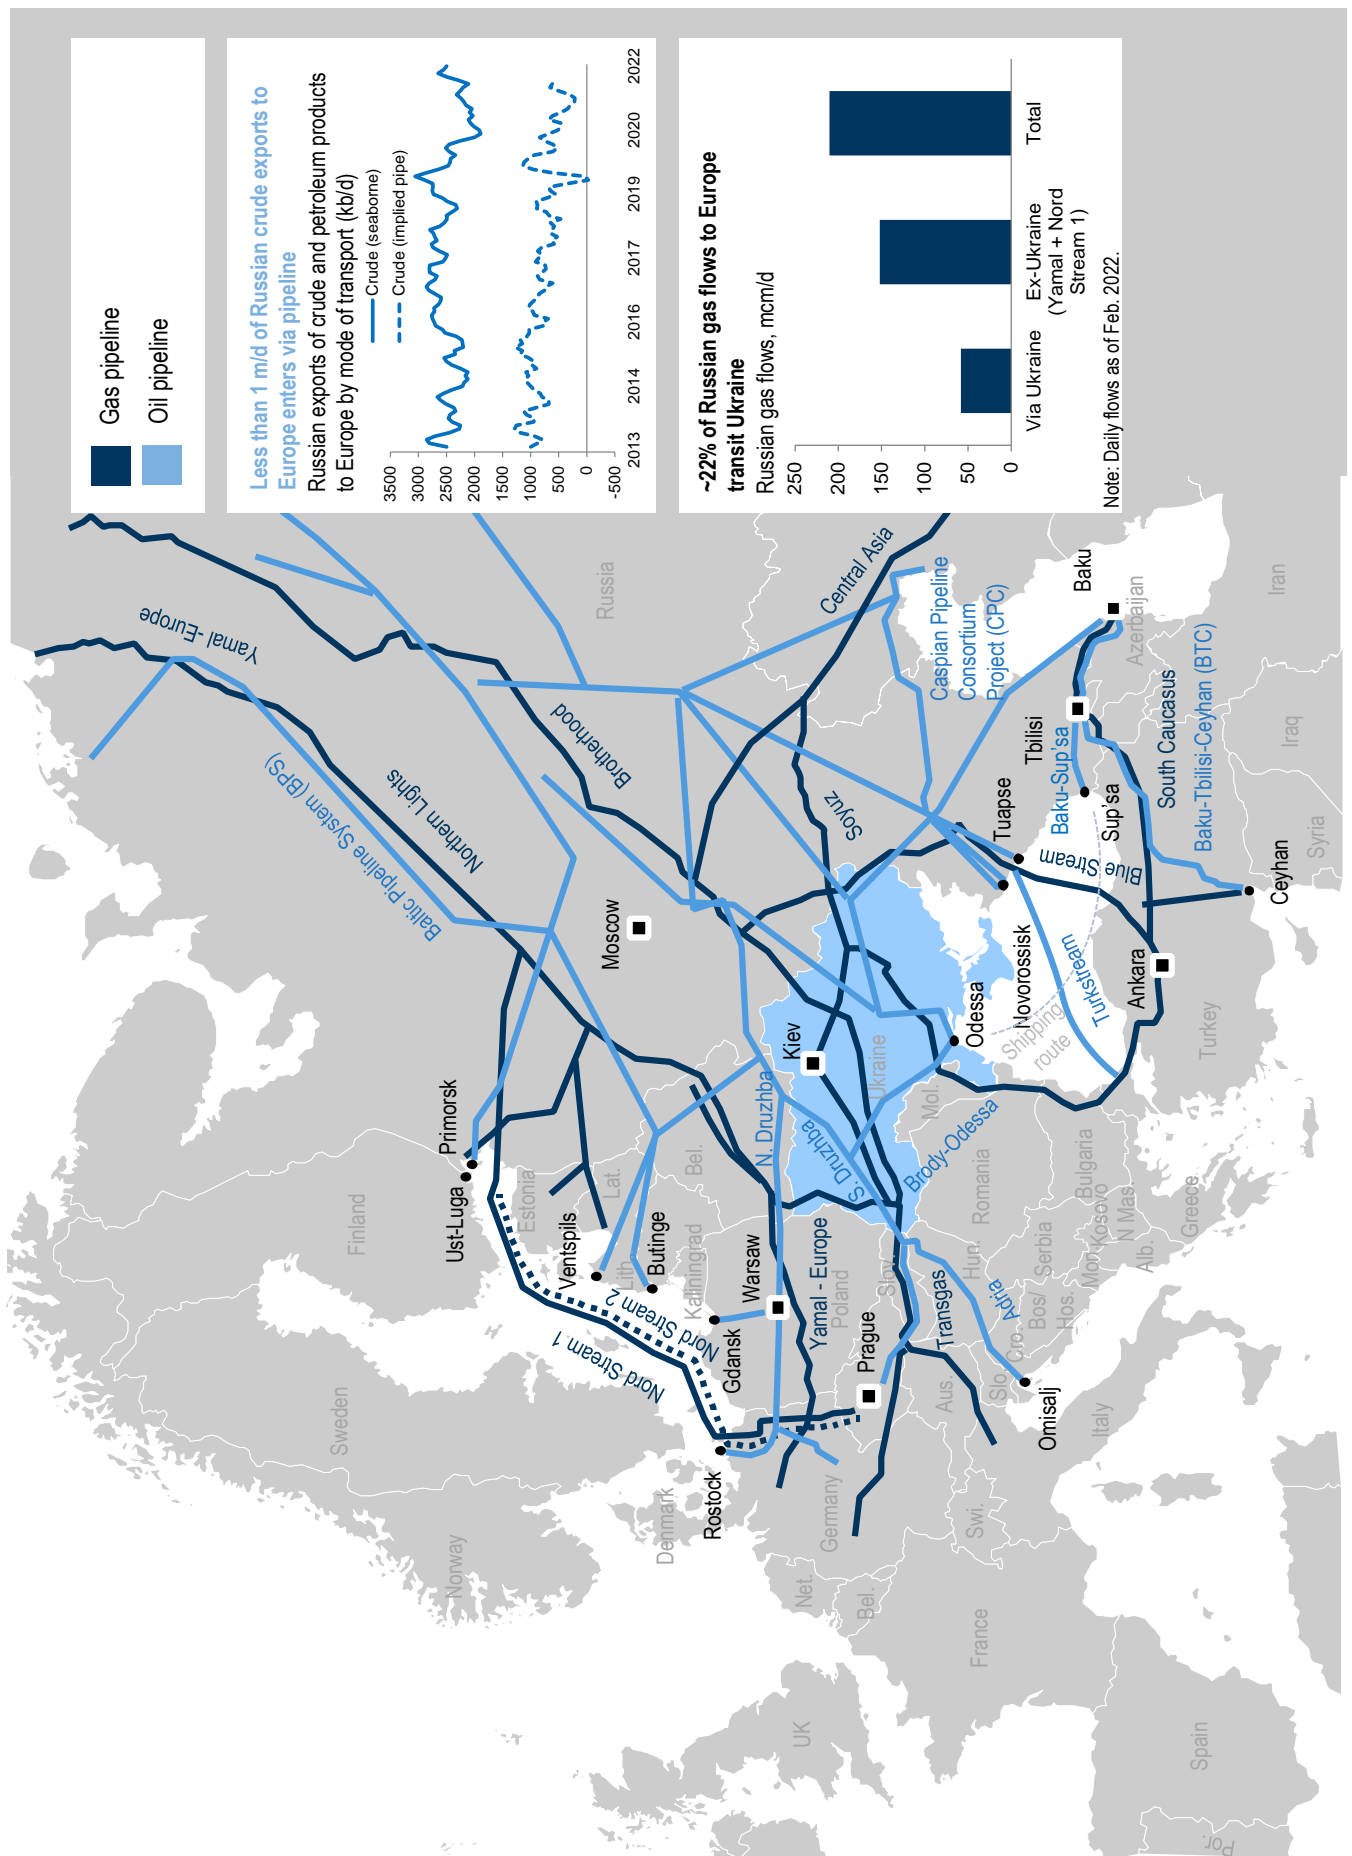 Gas pipeline
Oil pipeline
Less than 1 m/d of Russian crude exports to
Europe enters via pipeline
Russian exports of crude and petroleum products
to Europe by mode of transport (kb/d)
Crude (seaborne)
Crude (implied pipe)
3500
3000
2500
2000
1500
1000
500
0
-500
2013
2014
2016
2017
2019
2020
2022
~22% of Russian gas flows to Europe
transit Ukraine
Russian gas flows, mcm/d
250
200
150
100
50
0
Via Ukraine
Ex-Ukraine
(Yamal + Nord
Stream 1)
Total
Note: Daily flows as of Feb. 2022.
Yamal -Europe
Baltic Pipeline System (BPS)
Northern Lights
Brotherhood
Russia
Central Asia
Soyuz
Caspian Pipeline
Consortium
Project (CPC)
Baku
Azerbaijan
Iran
Tbilisi
Baku-Sup'sa
Sup'sa
South Caucasus
Baku-Tbilisi-Ceyhan (BTC)
Iraq
Syria
Tuapse
Blue Stream
Ceyhan
Moscow
Novorossisk
Turkstream
Ankara
Turkey
Odessa
Shipping
route
Kiev
Ukraine
Mol.
Primorsk
Ust-Luga
Finland
Estonia
Lat.
Lith.
Bel.
N. Druzhba
S. Druzhba
Brody-Odessa
Romania
Bulgaria
Ventspils
Butinge
Kaliningrad
Nord Stream 2
Nord Stream 1
Gdansk
Warsaw
Yamal - Europe
Poland
Slov.
Hun.
Serbia
Kosovo
Mon.
N Mas.
Alb.
Greece
Transgas
Adria
Bos/
Hos.
Cro.
Slo.
Prague
Aus.
Omisalj
Italy
Sweden
Norway
Denmark
Rostock
Germany
Swi.
Net.
Bel.
France
UK
Spain
Por.